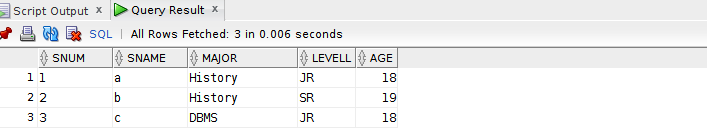 Script Output x Query Result x
SQL | All Rows Fetched: 3 in 0.006 seconds
SNUM SNAME MAJOR LEVELL AGE
1 1 a History JR 18
2 2 b History SR 19
3 3 c DBMS JR 18